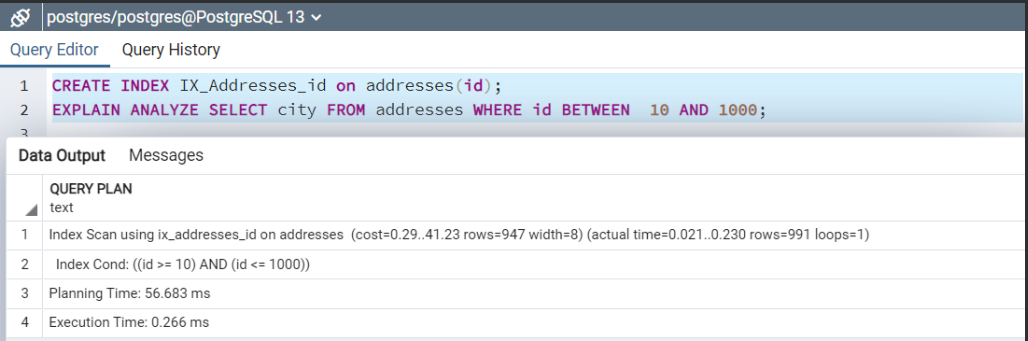 postgres/postgres@PostgreSQL 13
Query Editor Query History
1 CREATE INDEX IX_Addresses_id on addresses(id);
2 EXPLAIN ANALYZE SELECT city FROM addresses WHERE id BETWEEN  10 AND 1000;
3
Data Output Messages
QUERY PLAN
text
1 Index Scan using ix_addresses_id on addresses  (cost=0.29..41.23 rows=947 width=8) (actual time=0.021..0.230 rows=991 loops=1)
2 Index Cond: ((id >= 10) AND (id <= 1000))
3 Planning Time: 56.683 ms
4 Execution Time: 0.266 ms